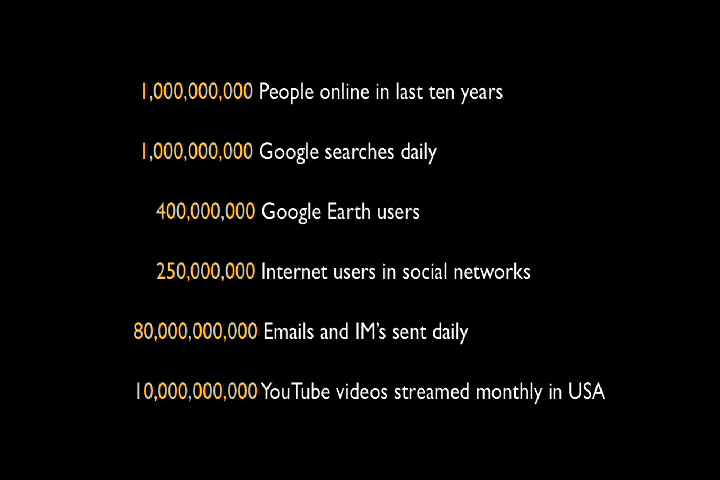 1,000,000,000 People online in last ten years
1,000,000,000 Google searches daily
400,000,000 Google Earth users
250,000,000 Internet users in social networks
80,000,000,000 Emails and IM's sent daily
10,000,000,000 YouTube videos streamed monthly in USA